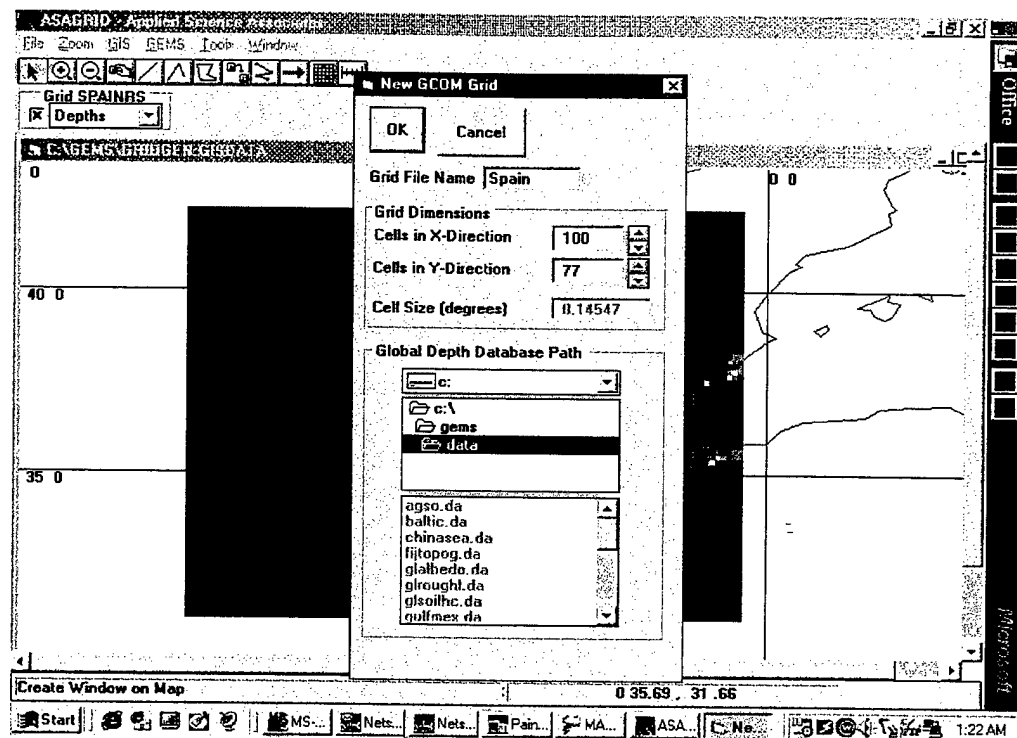 ASAGRID - Applied Science Associates
File Zoom GIS GEMS Tools Window
Grid SPAINRS
Depths
C:\GEMS\GRIDGEN\GISDATA
0
0 0
40 0
35 0
New GCOM Grid
OK Cancel
Grid File Name Spain
Grid Dimensions
Cells in X-Direction 100
Cells in Y-Direction 77
Cell Size (degrees) 0.14547
Global Depth Database Path
c:
c:\
gems
data
agso.da
baltic.da
chinasea.da
fijtopog.da
glalbedo.da
glrought.da
glsoilhc.da
gulfmex.da
Create Window on Map
0 35.69 , 31 .66
Start MS-... Nets... Nets... Pain... MA... ASA... Ne... 1:22 AM
Office
Microsoft